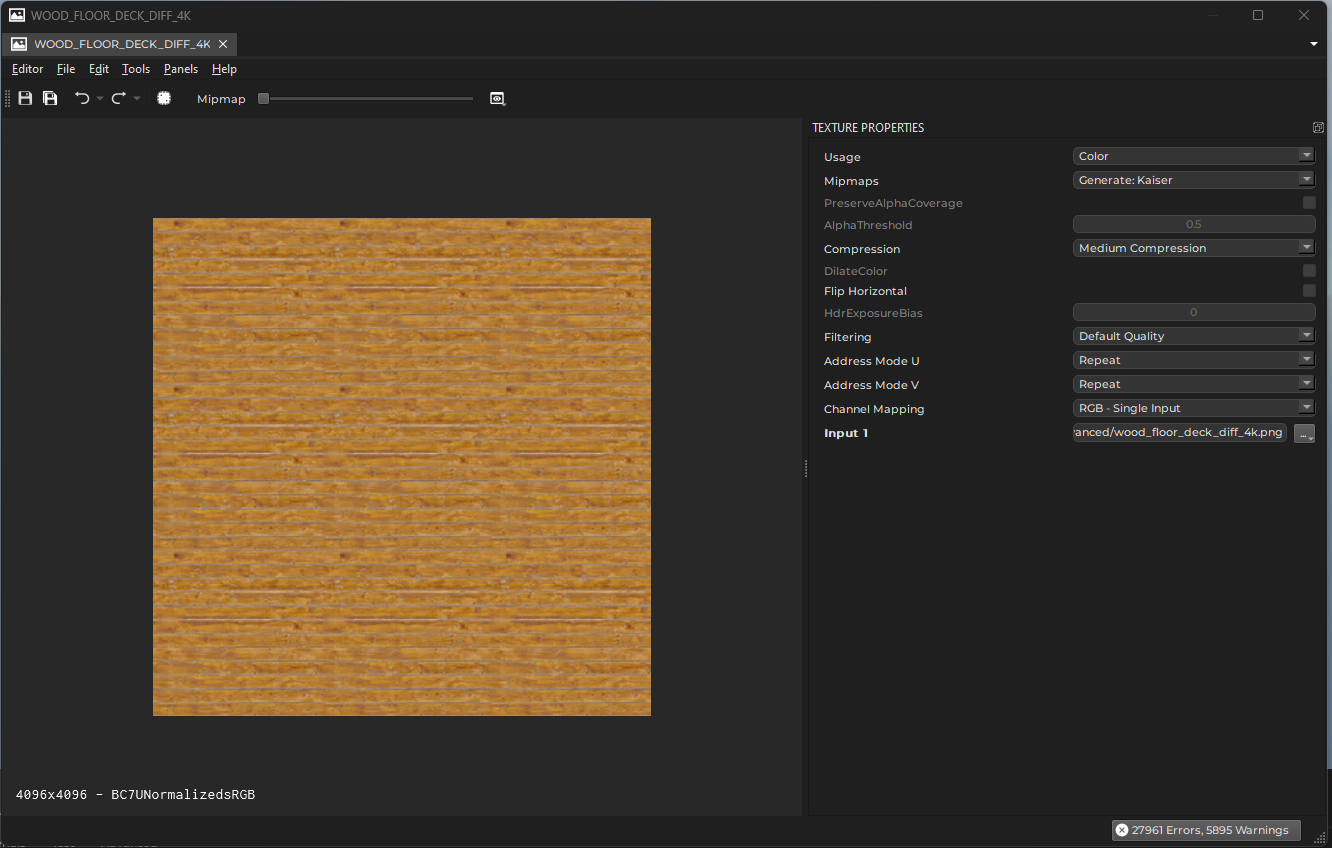 WOOD_FLOOR_DECK_DIFF_4K
WOOD_FLOOR_DECK_DIFF_4K
Editor File Edit Tools Panels Help
Mipmap
TEXTURE PROPERTIES
Usage Color
Mipmaps Generate: Kaiser
PreserveAlphaCoverage
AlphaThreshold 0.5
Compression Medium Compression
DilateColor
Flip Horizontal
HdrExposureBias 0
Filtering Default Quality
Address Mode U Repeat
Address Mode V Repeat
Channel Mapping RGB - Single Input
Input 1 anced/wood_floor_deck_diff_4k.png ...
4096x4096 - BC7UNormalizedsRGB
27961 Errors, 5895 Warnings